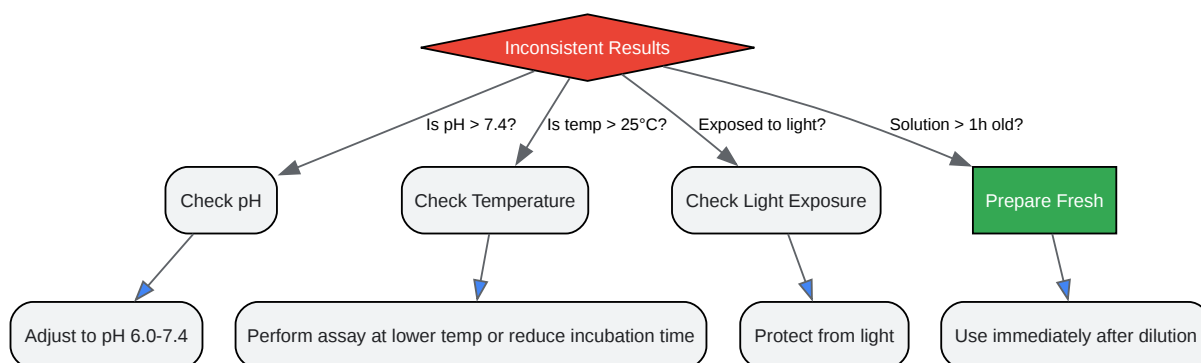 Inconsistent Results
Is pH > 7.4?
Is temp > 25°C?
Exposed to light?
Solution > 1h old?
Check pH
Check Temperature
Check Light Exposure
Prepare Fresh
Adjust to pH 6.0-7.4
Perform assay at lower temp or reduce incubation time
Protect from light
Use immediately after dilution